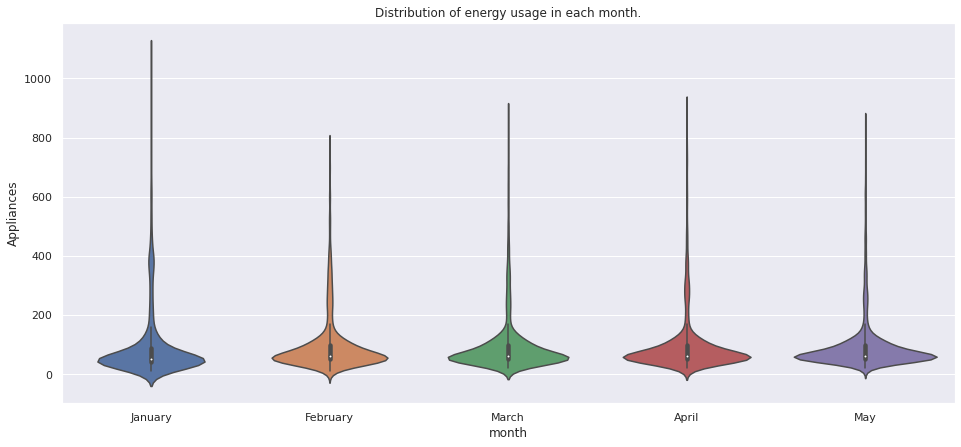 Distribution of energy usage in each month.
1000
800
600
400
200
0
Appliances
January February March April May
month